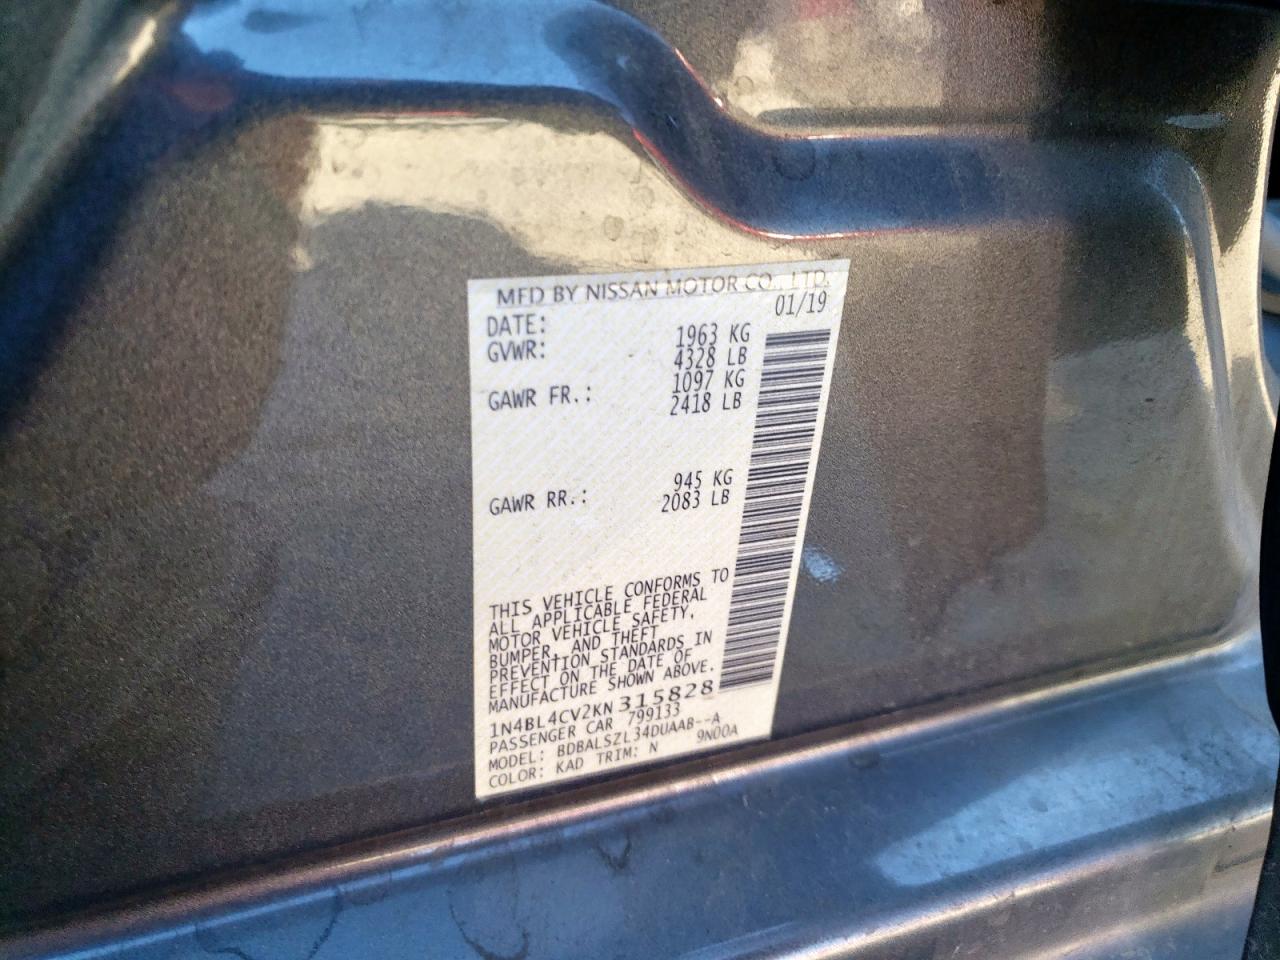 MFD BY NISSAN MOTOR CO., LTD.
DATE: 01/19
GVWR: 1963 KG
4328 LB
GAWR FR.: 1097 KG
2418 LB
GAWR RR.: 945 KG
2083 LB
THIS VEHICLE CONFORMS TO
ALL APPLICABLE FEDERAL
MOTOR VEHICLE SAFETY,
BUMPER, AND THEFT
PREVENTION STANDARDS IN
EFFECT ON THE DATE OF
MANUFACTURE SHOWN ABOVE.
1N4BL4CV2KN315828
PASSENGER CAR 799133
MODEL: BDBALSZL34DUAAB--A
COLOR: KAD TRIM: N 9N00A